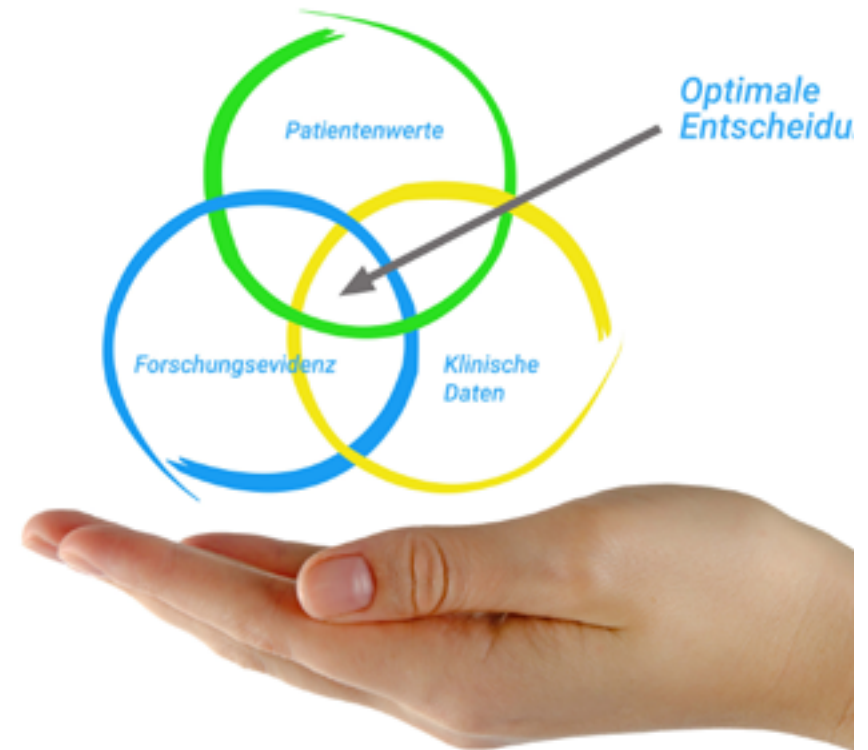 Optimale
Entscheidu
Patientenwerte
Forschungsevidenz
Klinische
Daten